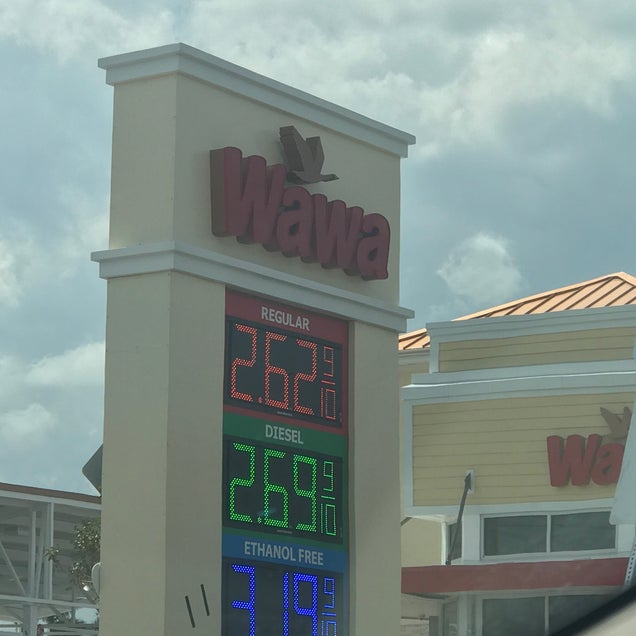 Wawa
REGULAR
2.62 9/10
DIESEL
2.69 9/10
ETHANOL FREE
3.19 9/10
Wa